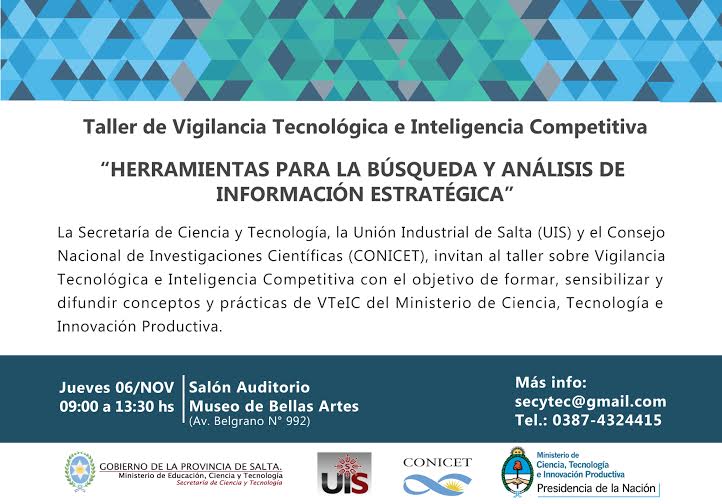 Taller de Vigilancia Tecnológica e Inteligencia Competitiva
“HERRAMIENTAS PARA LA BÚSQUEDA Y ANÁLISIS DE
INFORMACIÓN ESTRATÉGICA”
La Secretaría de Ciencia y Tecnología, la Unión Industrial de Salta (UIS) y el Consejo
Nacional de Investigaciones Científicas (CONICET), invitan al taller sobre Vigilancia
Tecnológica e Inteligencia Competitiva con el objetivo de formar, sensibilizar y
difundir conceptos y prácticas de VTeIC del Ministerio de Ciencia, Tecnología e
Innovación Productiva.
Jueves 06/NOV
09:00 a 13:30 hs
Salón Auditorio
Museo de Bellas Artes
(Av. Belgrano N° 992)
Más info:
secytec@gmail.com
Tel.: 0387-4324415
GOBIERNO DE LA PROVINCIA DE SALTA.
Ministerio de Educación, Ciencia y Tecnología
Secretaría de Ciencia y Tecnología
UIS
CONICET
Ministerio de
Ciencia, Tecnología
e Innovación Productiva
Presidencia de la Nación